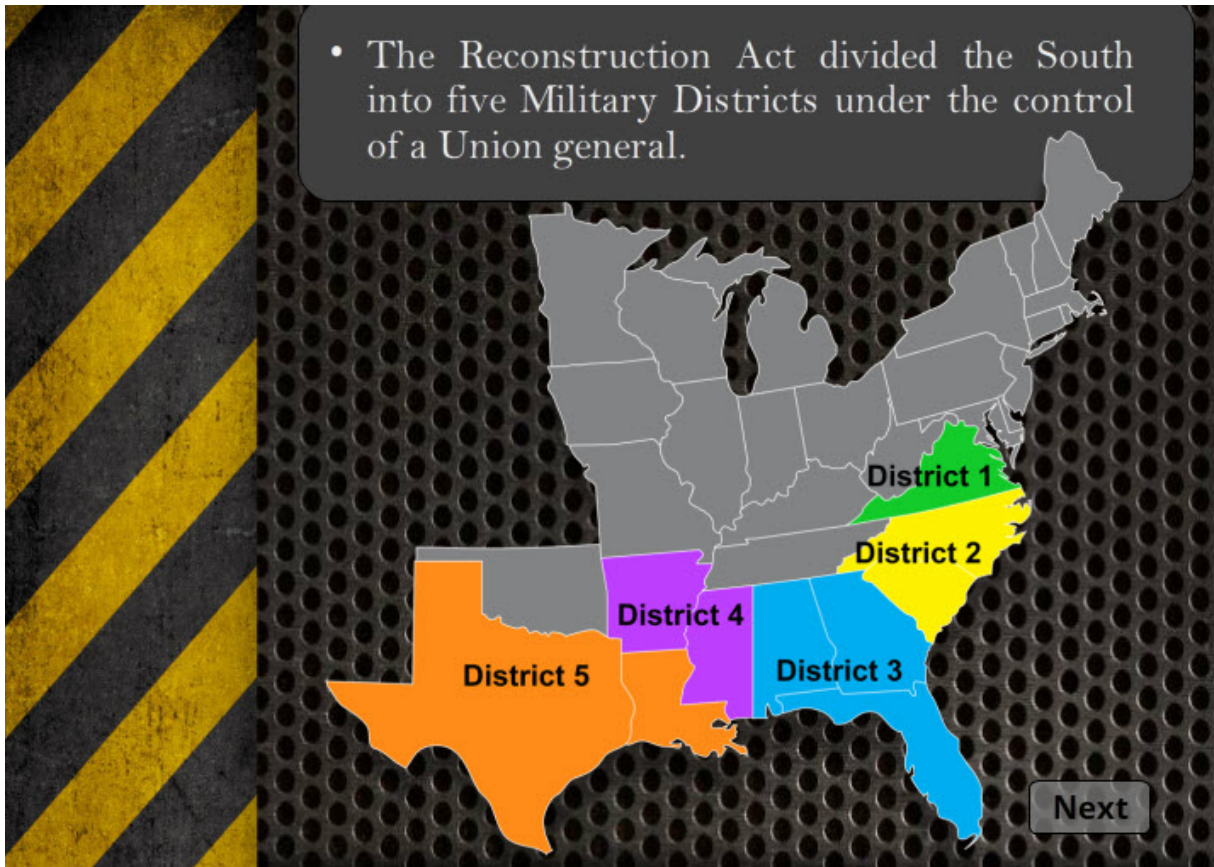 • The Reconstruction Act divided the South
into five Military Districts under the control
of a Union general.
District 1
District 2
District 4
District 3
District 5
Next